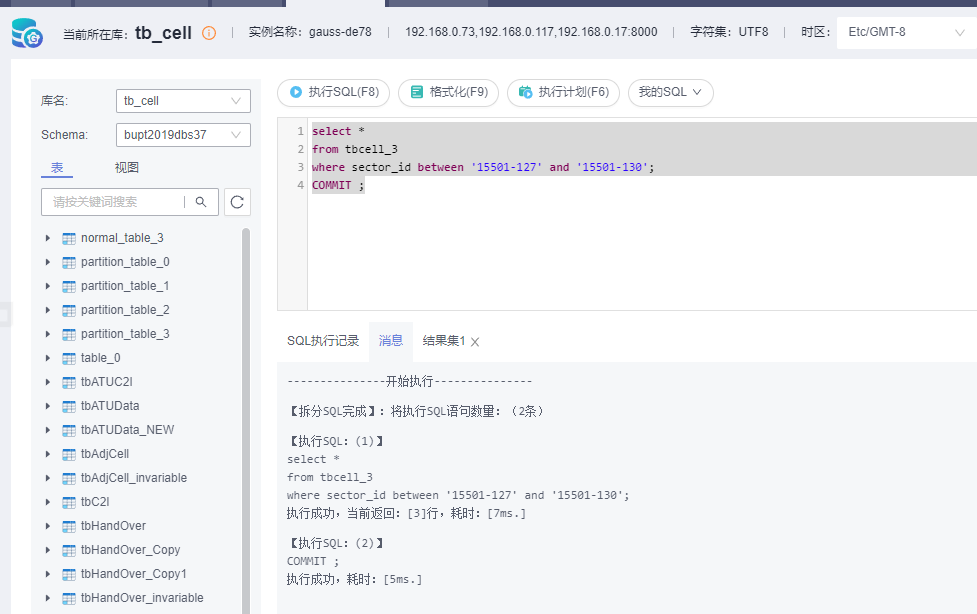 当前所在库: tb_cell 实例名称: gauss-de78 192.168.0.73,192.168.0.117,192.168.0.17:8000 字符集: UTF8 时区: Etc/GMT-8
库名: tb_cell
Schema: bupt2019dbs37
表 视图
请按关键词搜索
normal_table_3
partition_table_0
partition_table_1
partition_table_2
partition_table_3
table_0
tbATUC2I
tbATUData
tbATUData_NEW
tbAdjCell
tbAdjCell_invariable
tbC2I
tbHandOver
tbHandOver_Copy
tbHandOver_Copy1
tbHandOver_invariable
执行SQL(F8) 格式化(F9) 执行计划(F6) 我的SQL
1 select *
2 from tbcell_3
3 where sector_id between '15501-127' and '15501-130';
4 COMMIT ;
SQL执行记录 消息 结果集1
---------------开始执行---------------
【拆分SQL完成】: 将执行SQL语句数量: (2条)
【执行SQL: (1)】
select *
from tbcell_3
where sector_id between '15501-127' and '15501-130';
执行成功, 当前返回: [3]行, 耗时: [7ms.]
【执行SQL: (2)】
COMMIT ;
执行成功, 耗时: [5ms.]